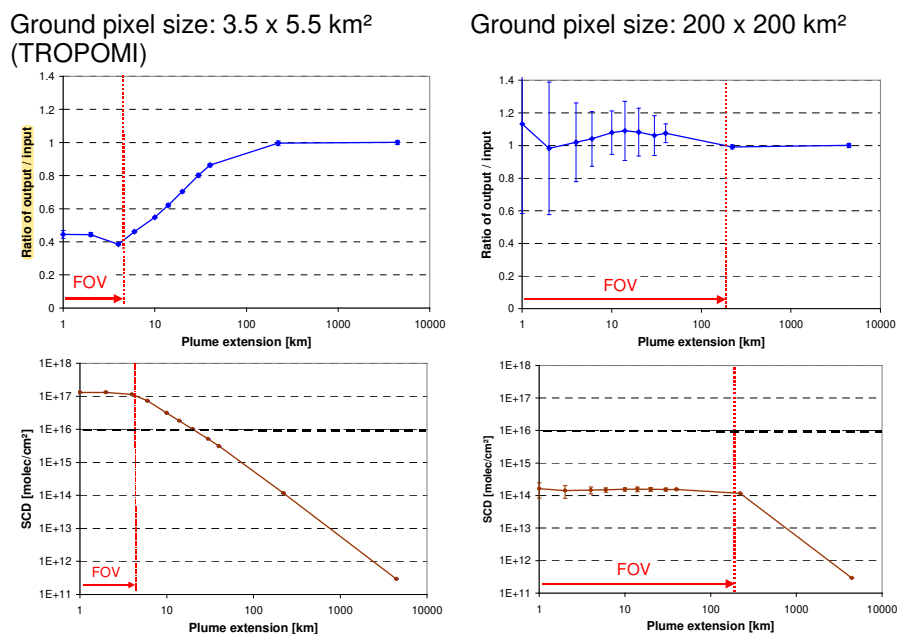 Ground pixel size: 3.5 x 5.5 km²
(TROPOMI)
Ground pixel size: 200 x 200 km²
Ratio of output / input
1.4
1.2
1
0.8
0.6
0.4
0.2
0
FOV
1 10 100 1000 10000
Plume extension [km]
Ratio of output / input
1.4
1.2
1
0.8
0.6
0.4
0.2
0
FOV
1 10 100 1000 10000
Plume extension [km]
SCD [molec/cm²]
1E+18
1E+17
1E+16
1E+15
1E+14
1E+13
1E+12
1E+11
FOV
1 10 100 1000 10000
Plume extension [km]
SCD [molec/cm²]
1E+18
1E+17
1E+16
1E+15
1E+14
1E+13
1E+12
1E+11
FOV
1 10 100 1000 10000
Plume extension [km]